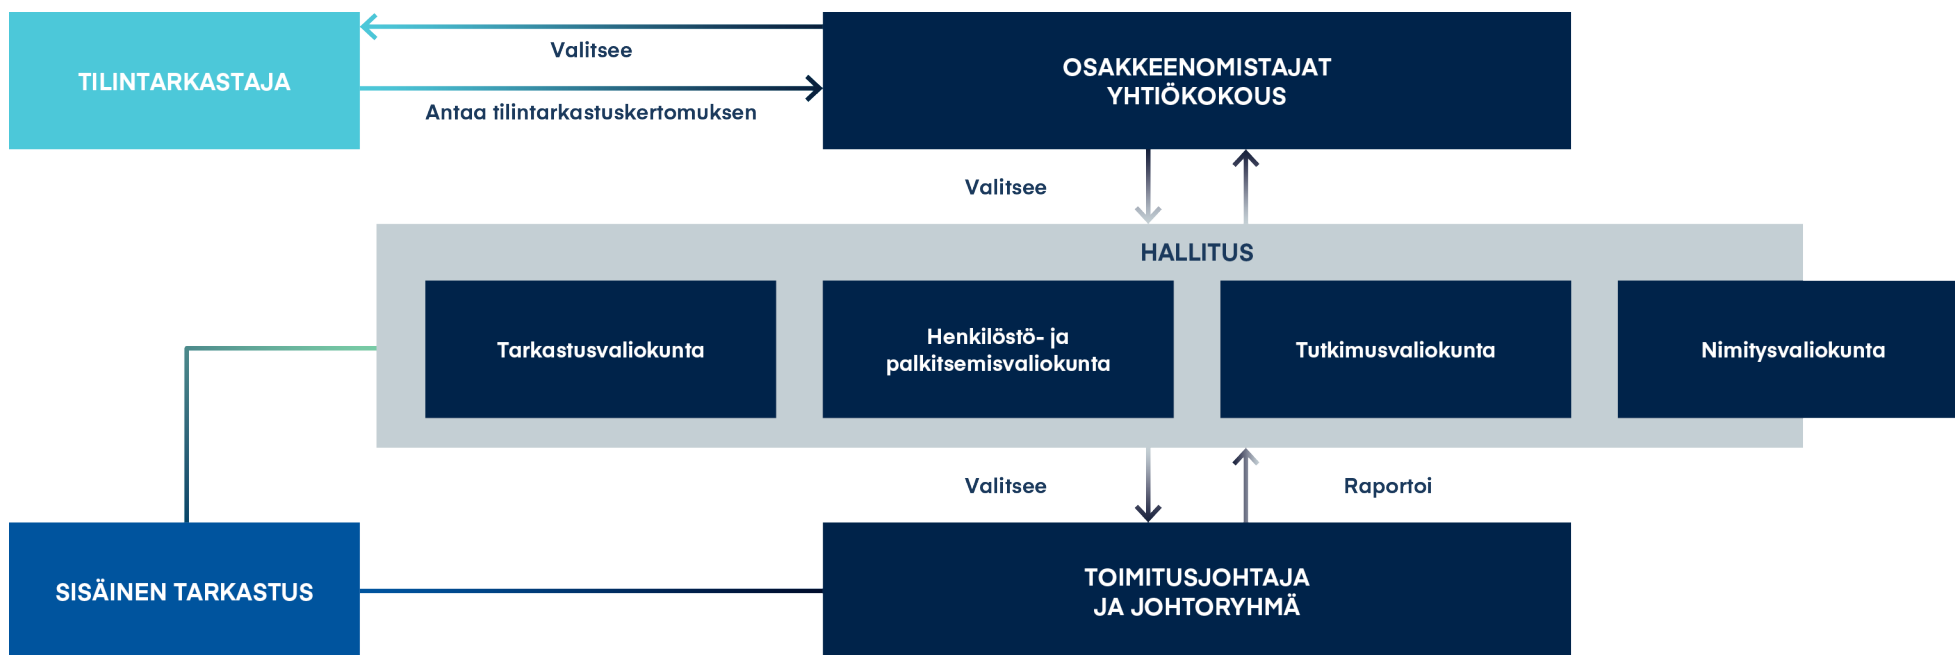 Valitsee
TILINTARKASTAJA
OSAKKEENOMISTAJAT
YHTIÖKOKOUS
Antaa tilintarkastuskertomuksen
Valitsee
HALLITUS
Tarkastusvaliokunta
Henkilöstö- ja
palkitsemisvaliokunta
Tutkimusvaliokunta
Nimitysvaliokunta
Valitsee
Raportoi
SISÄINEN TARKASTUS
TOIMITUSJOHTAJA
JA JOHTORYHMÄ